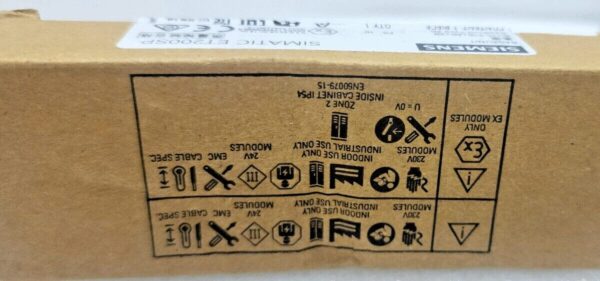 SIEMENS
SIMATIC ET200SP
QTY 1
230V MODULES
INDOOR USE ONLY
INDUSTRIAL USE ONLY
24V MODULES
EMC
CABLE SPEC.
EX MODULES ONLY
Ex
230V MODULES
INDOOR USE ONLY
INDUSTRIAL USE ONLY
24V MODULES
EMC
CABLE SPEC.
U = 0V
ZONE 2
INSIDE CABINET IP54
EN60079-15